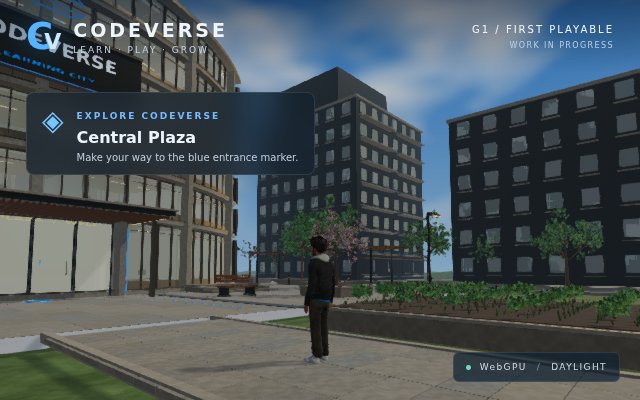 CODEVERSE
LEARN · PLAY · GROW
G1 / FIRST PLAYABLE
WORK IN PROGRESS
EXPLORE CODEVERSE
Central Plaza
Make your way to the blue entrance marker.
WebGPU / DAYLIGHT